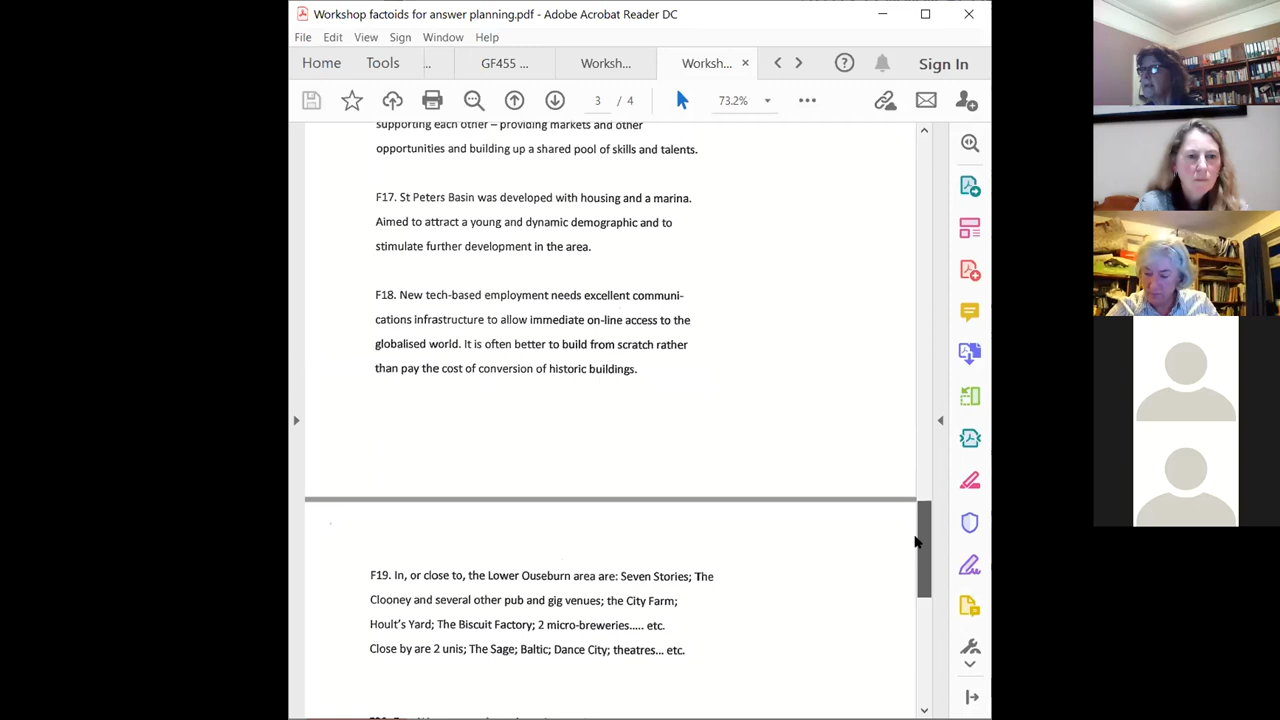 Workshop factoids for answer planning.pdf - Adobe Acrobat Reader DC
File Edit View Sign Window Help
Home Tools ... GF455 ... Worksh... Worksh... × Sign In
3 / 4 73.2%
supporting each other – providing markets and other
opportunities and building up a shared pool of skills and talents.
F17. St Peters Basin was developed with housing and a marina.
Aimed to attract a young and dynamic demographic and to
stimulate further development in the area.
F18. New tech-based employment needs excellent communi-
cations infrastructure to allow immediate on-line access to the
globalised world. It is often better to build from scratch rather
than pay the cost of conversion of historic buildings.
F19. In, or close to, the Lower Ouseburn area are: Seven Stories; The
Clooney and several other pub and gig venues; the City Farm;
Hoult's Yard; The Biscuit Factory; 2 micro-breweries..... etc.
Close by are 2 unis; The Sage; Baltic; Dance City; theatres... etc.